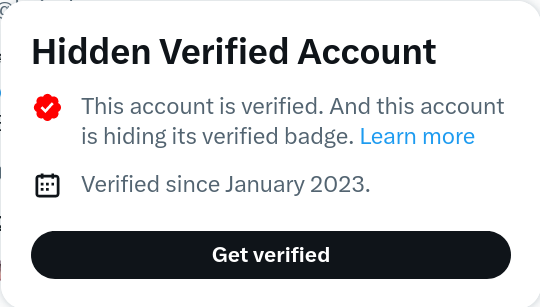 Hidden Verified Account
This account is verified. And this account
is hiding its verified badge. Learn more
Verified since January 2023.
Get verified